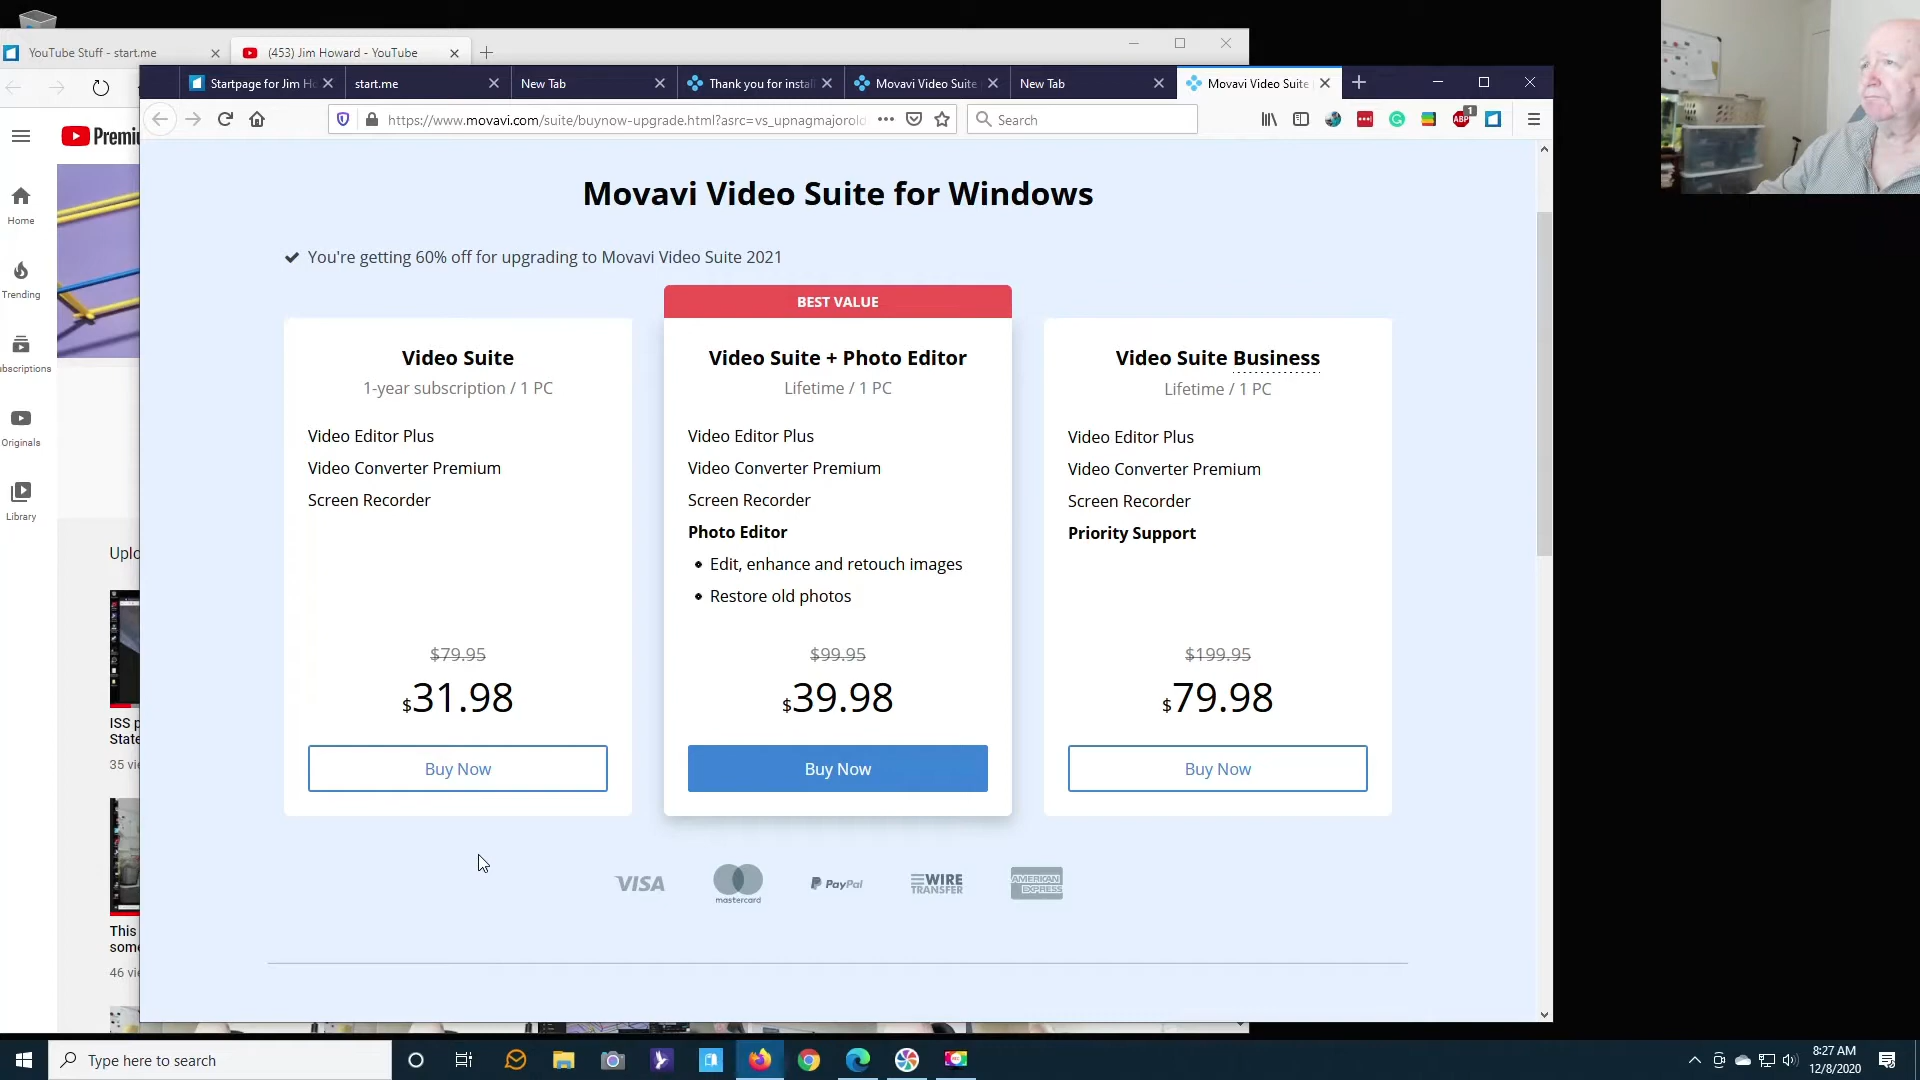 YouTube Stuff - start.me
(453) Jim Howard - YouTube
Startpage for Jim H
start.me
New Tab
Thank you for install
Movavi Video Suite
New Tab
Movavi Video Suite
https://www.movavi.com/suite/buynow-upgrade.html?asrc=vs_upnagmajorolo
Search
ABP
1
Premiu
Home
Trending
ubscriptions
Originals
Library
Uplo
ISS p
State
35 vi
This
some
46 vie
Movavi Video Suite for Windows
You're getting 60% off for upgrading to Movavi Video Suite 2021
BEST VALUE
Video Suite
1-year subscription / 1 PC
Video Editor Plus
Video Converter Premium
Screen Recorder
$79.95
$31.98
Buy Now
Video Suite + Photo Editor
Lifetime / 1 PC
Video Editor Plus
Video Converter Premium
Screen Recorder
Photo Editor
Edit, enhance and retouch images
Restore old photos
$99.95
$39.98
Buy Now
Video Suite Business
Lifetime / 1 PC
Video Editor Plus
Video Converter Premium
Screen Recorder
Priority Support
$199.95
$79.98
Buy Now
VISA
mastercard
PayPal
WIRE TRANSFER
AMERICAN EXPRESS
Type here to search
8:27 AM
12/8/2020